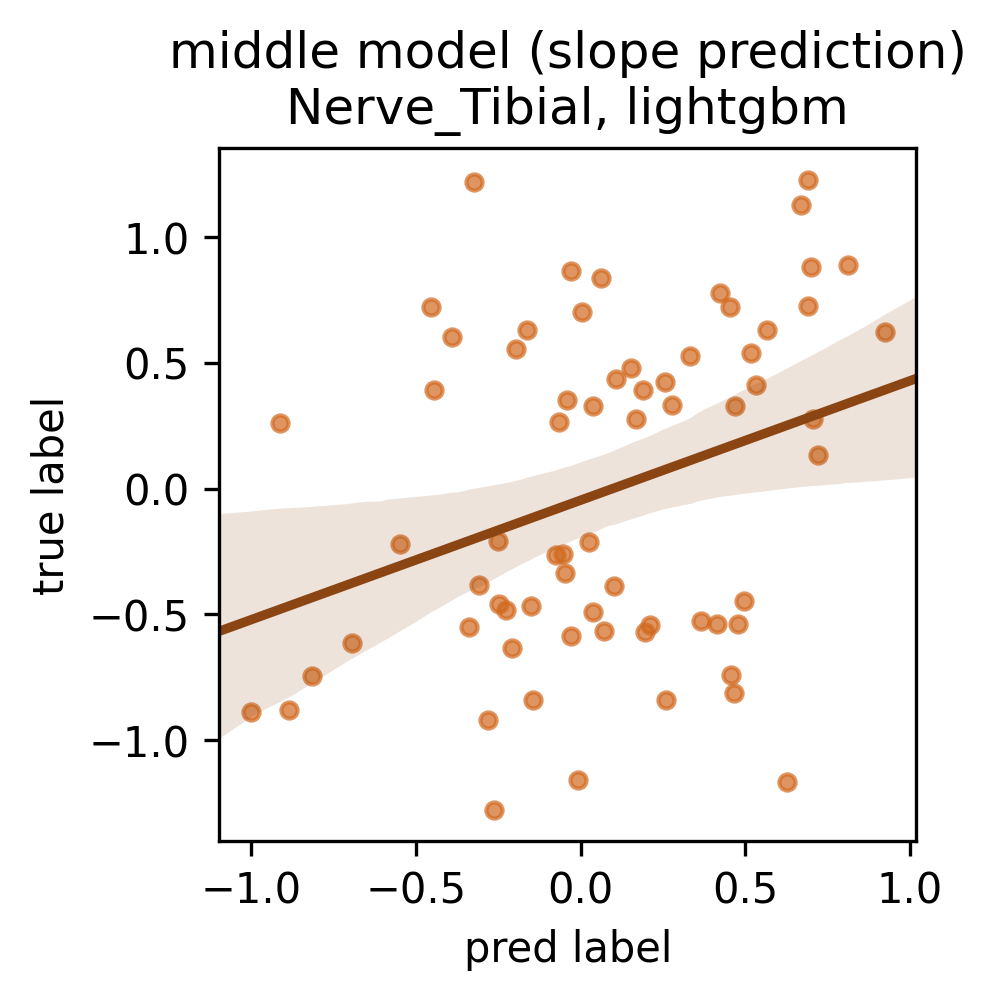 middle model (slope prediction)
Nerve_Tibial, lightgbm
1.0
0.5
0.0
−0.5
−1.0
true label
−1.0
−0.5
0.0
0.5
1.0
pred label